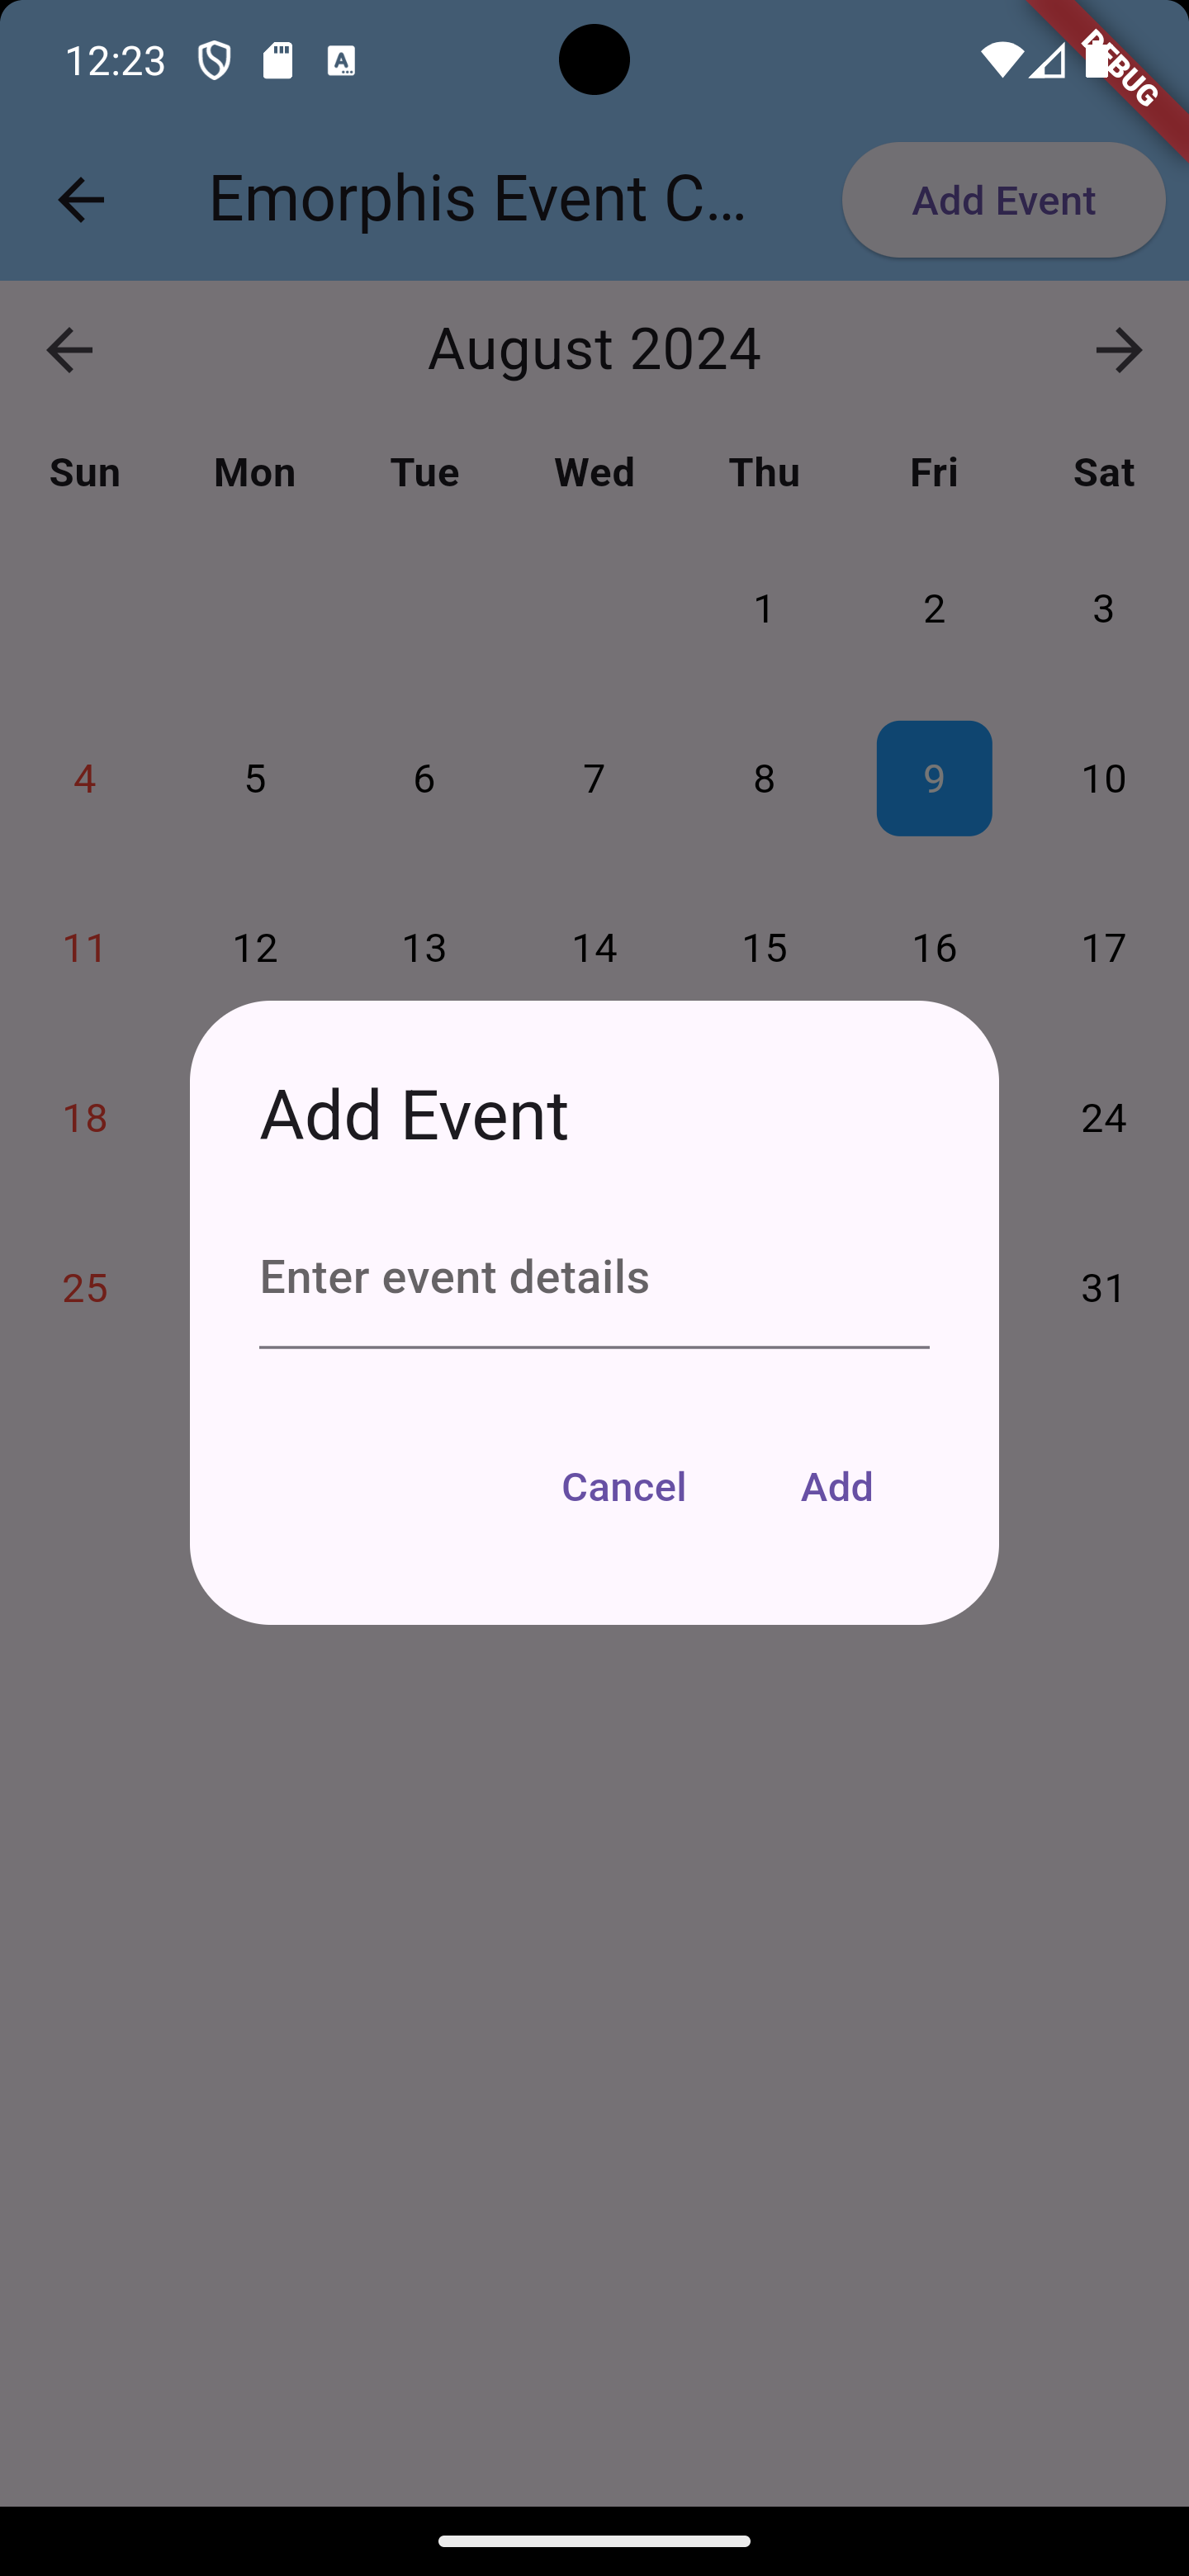 12:23
DEBUG
Emorphis Event C...
Add Event
August 2024
Sun Mon Tue Wed Thu Fri Sat
1 2 3
4 5 6 7 8 9 10
11 12 13 14 15 16 17
18 24
25 31
Add Event
Enter event details
Cancel Add